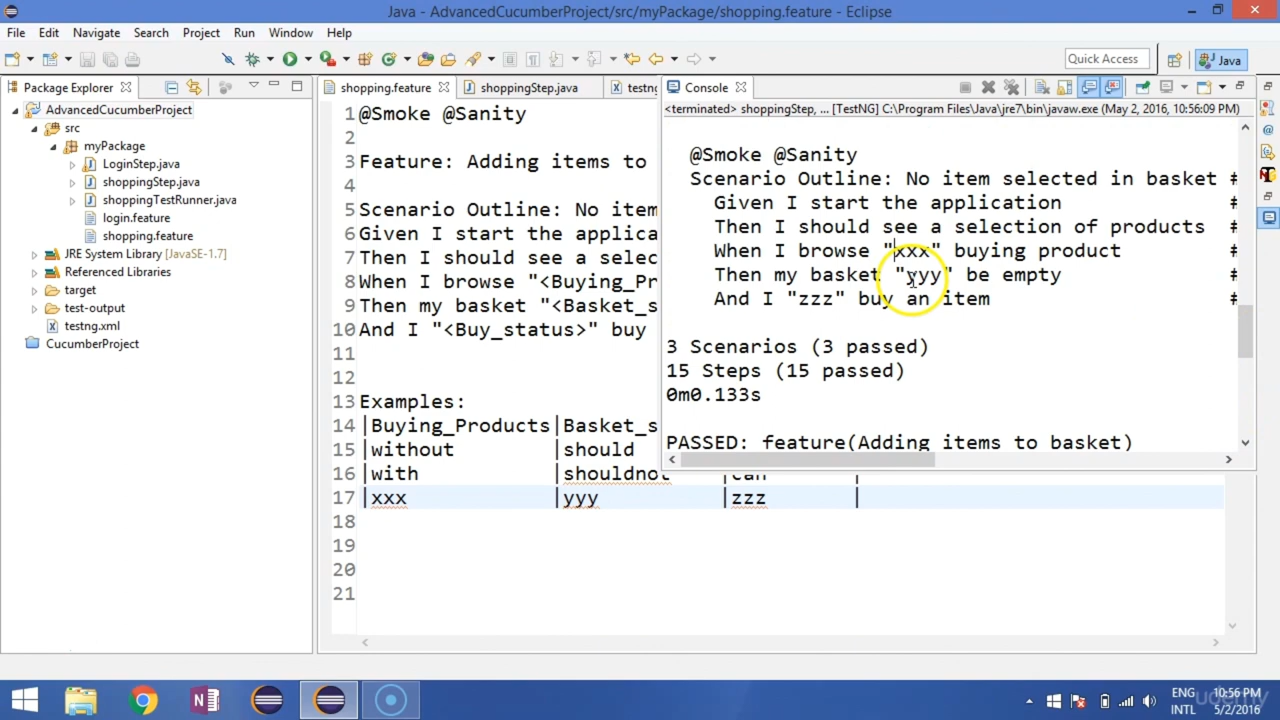 Java - AdvancedCucumberProject/src/myPackage/shopping.feature - Eclipse
File Edit Navigate Search Project Run Window Help
Quick Access
Java
Package Explorer
AdvancedCucumberProject
src
myPackage
LoginStep.java
shoppingStep.java
shoppingTestRunner.java
login.feature
shopping.feature
JRE System Library [JavaSE-1.7]
Referenced Libraries
target
test-output
testng.xml
CucumberProject
shopping.feature shoppingStep.java testn
1 @Smoke @Sanity
2
3 Feature: Adding items to
4
5 Scenario Outline: No item
6 Given I start the applica
7 Then I should see a selec
8 When I browse "<Buying_Pr
9 Then my basket "<Basket_s
10 And I "<Buy_status>" buy
11
12
13 Examples:
14 |Buying_Products|Basket_s
15 |without |should
16 |with |shouldnot |can |
17 |xxx |yyy |zzz |
18
19
20
21
Console
<terminated> shoppingStep, ... [TestNG] C:\Program Files\Java\jre7\bin\javaw.exe (May 2, 2016, 10:56:09 PM)
@Smoke @Sanity
Scenario Outline: No item selected in basket #
Given I start the application #
Then I should see a selection of products #
When I browse "xxx" buying product #
Then my basket "yyy" be empty #
And I "zzz" buy an item #
3 Scenarios (3 passed)
15 Steps (15 passed)
0m0.133s
PASSED: feature(Adding items to basket)
ENG
INTL
10:56 PM
5/2/2016
udemy